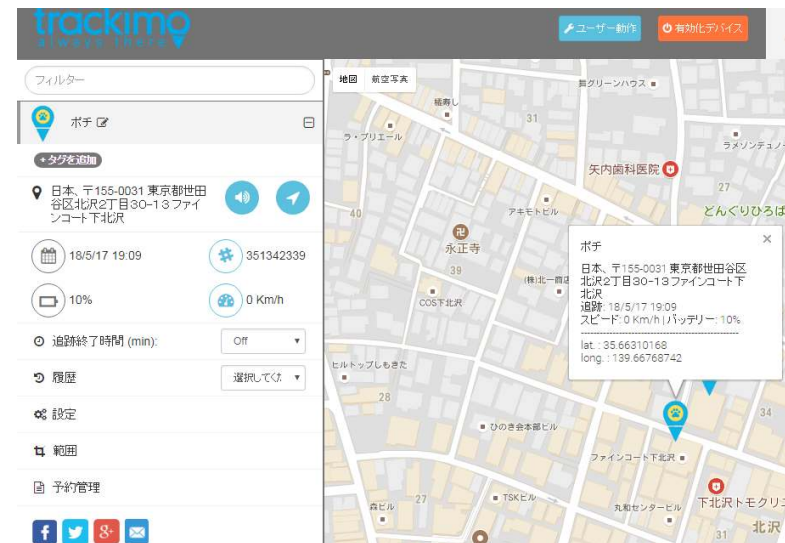 trackimo
always there
ユーザー動作
有効化デバイス
フィルター
ポチ
+タグを追加
日本、〒155-0031 東京都世田
谷区北沢2丁目30-13ファイ
ンコート下北沢
18/5/17 19:09
351342339
10%
0 Km/h
追跡終了時間 (min):
Off
履歴
選択してくた
設定
範囲
予約管理
地図
航空写真
鞘グリーンハウス
橘寿し
31
ラ・プリエール
矢内歯科医院
27
どんぐりひろば
アキモトビル
40
永正寺
39
(株)北一商店
COS下北沢
ポチ
日本、〒155-0031 東京都世田谷区
北沢2丁目30-13ファインコート下
北沢
追跡: 18/5/17 19:09
スピード: 0 Km/h | バッテリー: 10%
lat. : 35.66310168
long. : 139.66768742
ヒルトップしもきた
28
ひのき会本部ビル
34
ファインコート下北沢
27
TSKビル
森ビル
丸和センタービル
下北沢トモクリニ
31
北沢